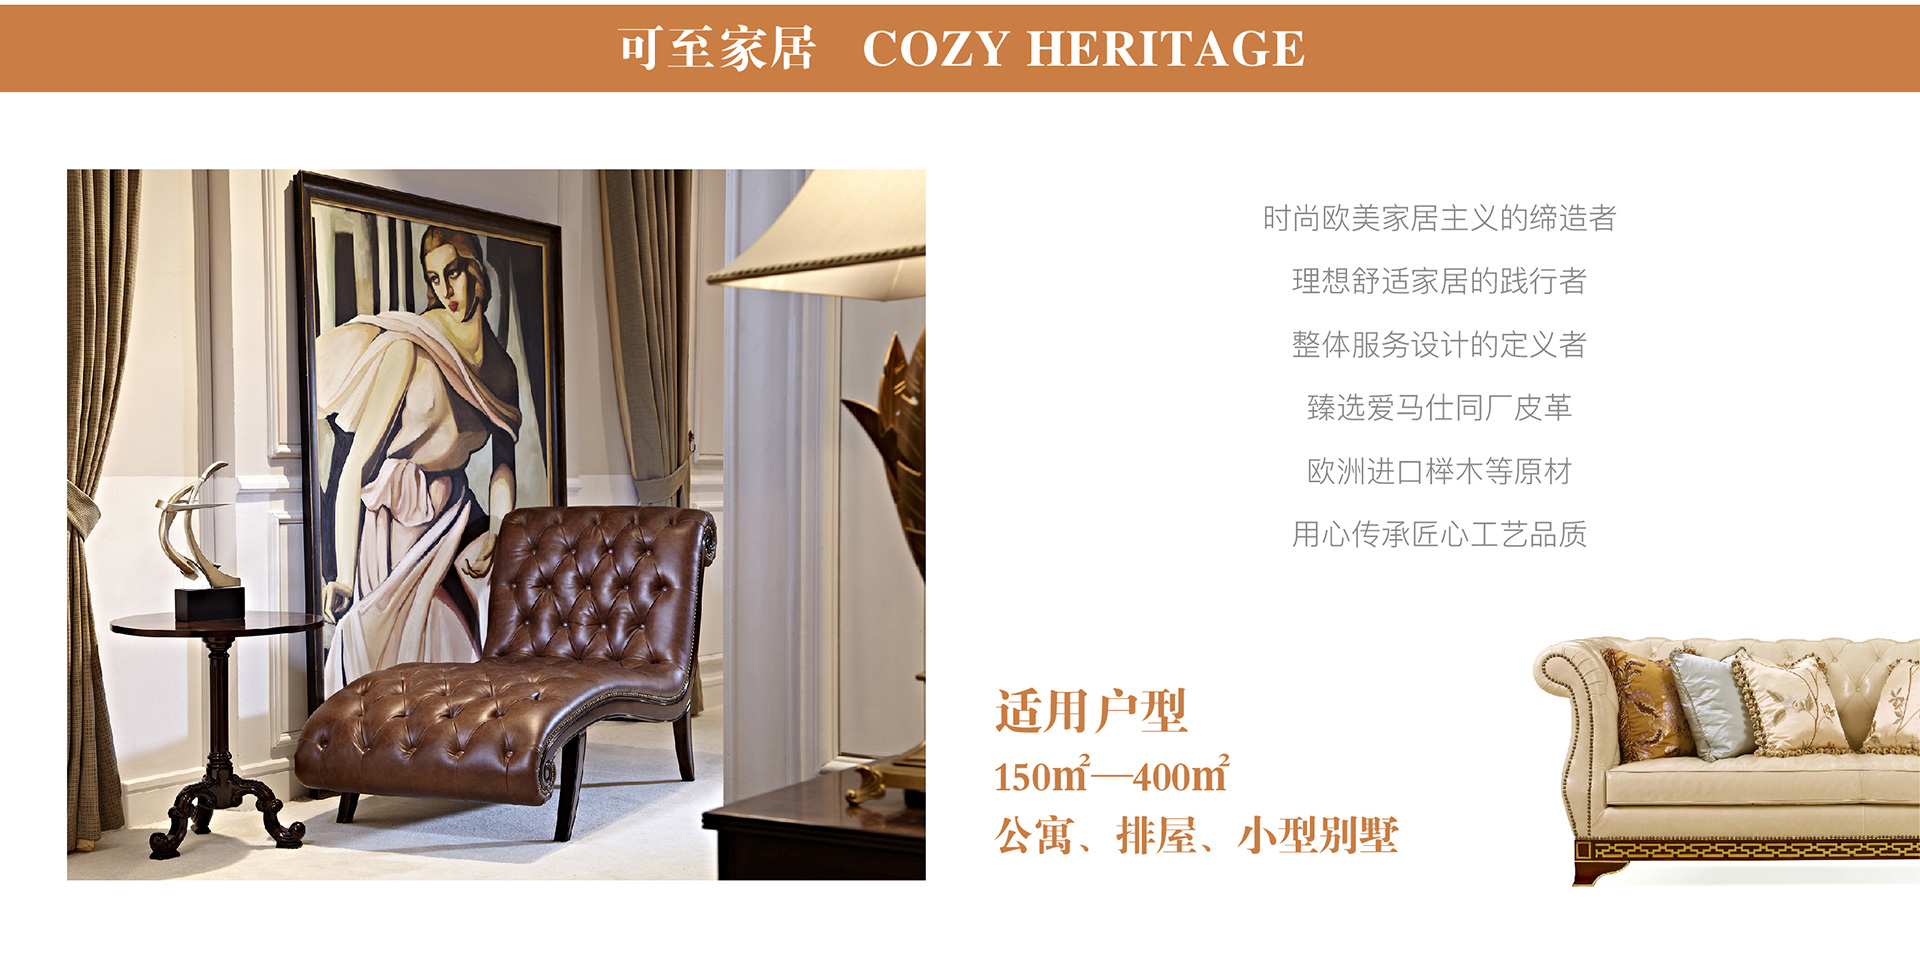 可至家居 COZY HERITAGE
时尚欧美家居主义的缔造者
理想舒适家居的践行者
整体服务设计的定义者
臻选爱马仕同厂皮革
欧洲进口榉木等原材
用心传承匠心工艺品质
适用户型
150㎡—400㎡
公寓、排屋、小型别墅